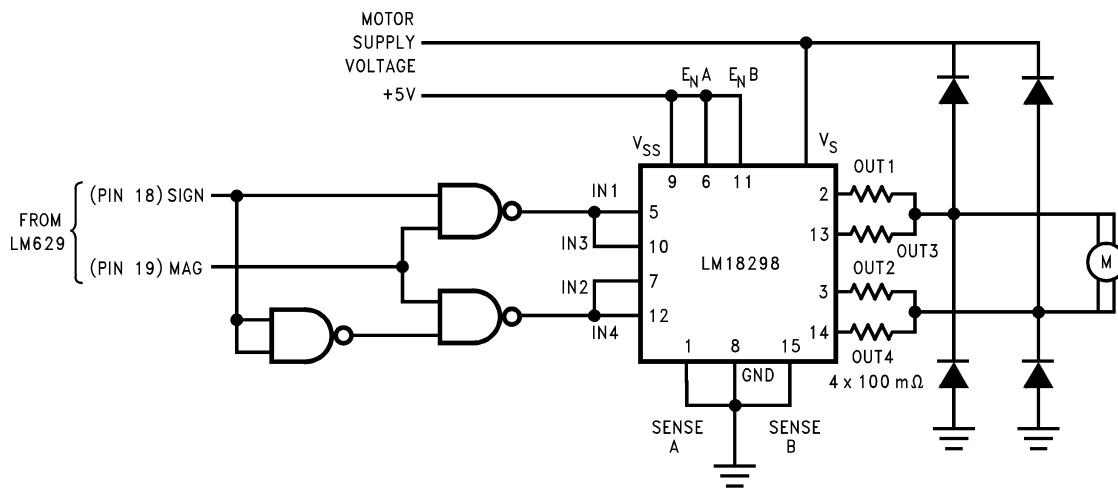 MOTOR
SUPPLY
VOLTAGE
+5V
ENA
ENB
VSS
VS
9
6
11
FROM
LM629
(PIN 18) SIGN
(PIN 19) MAG
IN1
5
IN3
10
IN2
7
IN4
12
LM18298
2
OUT1
13
OUT3
3
OUT2
14
OUT4
4 x 100 mΩ
M
1
8
15
GND
SENSE
A
SENSE
B